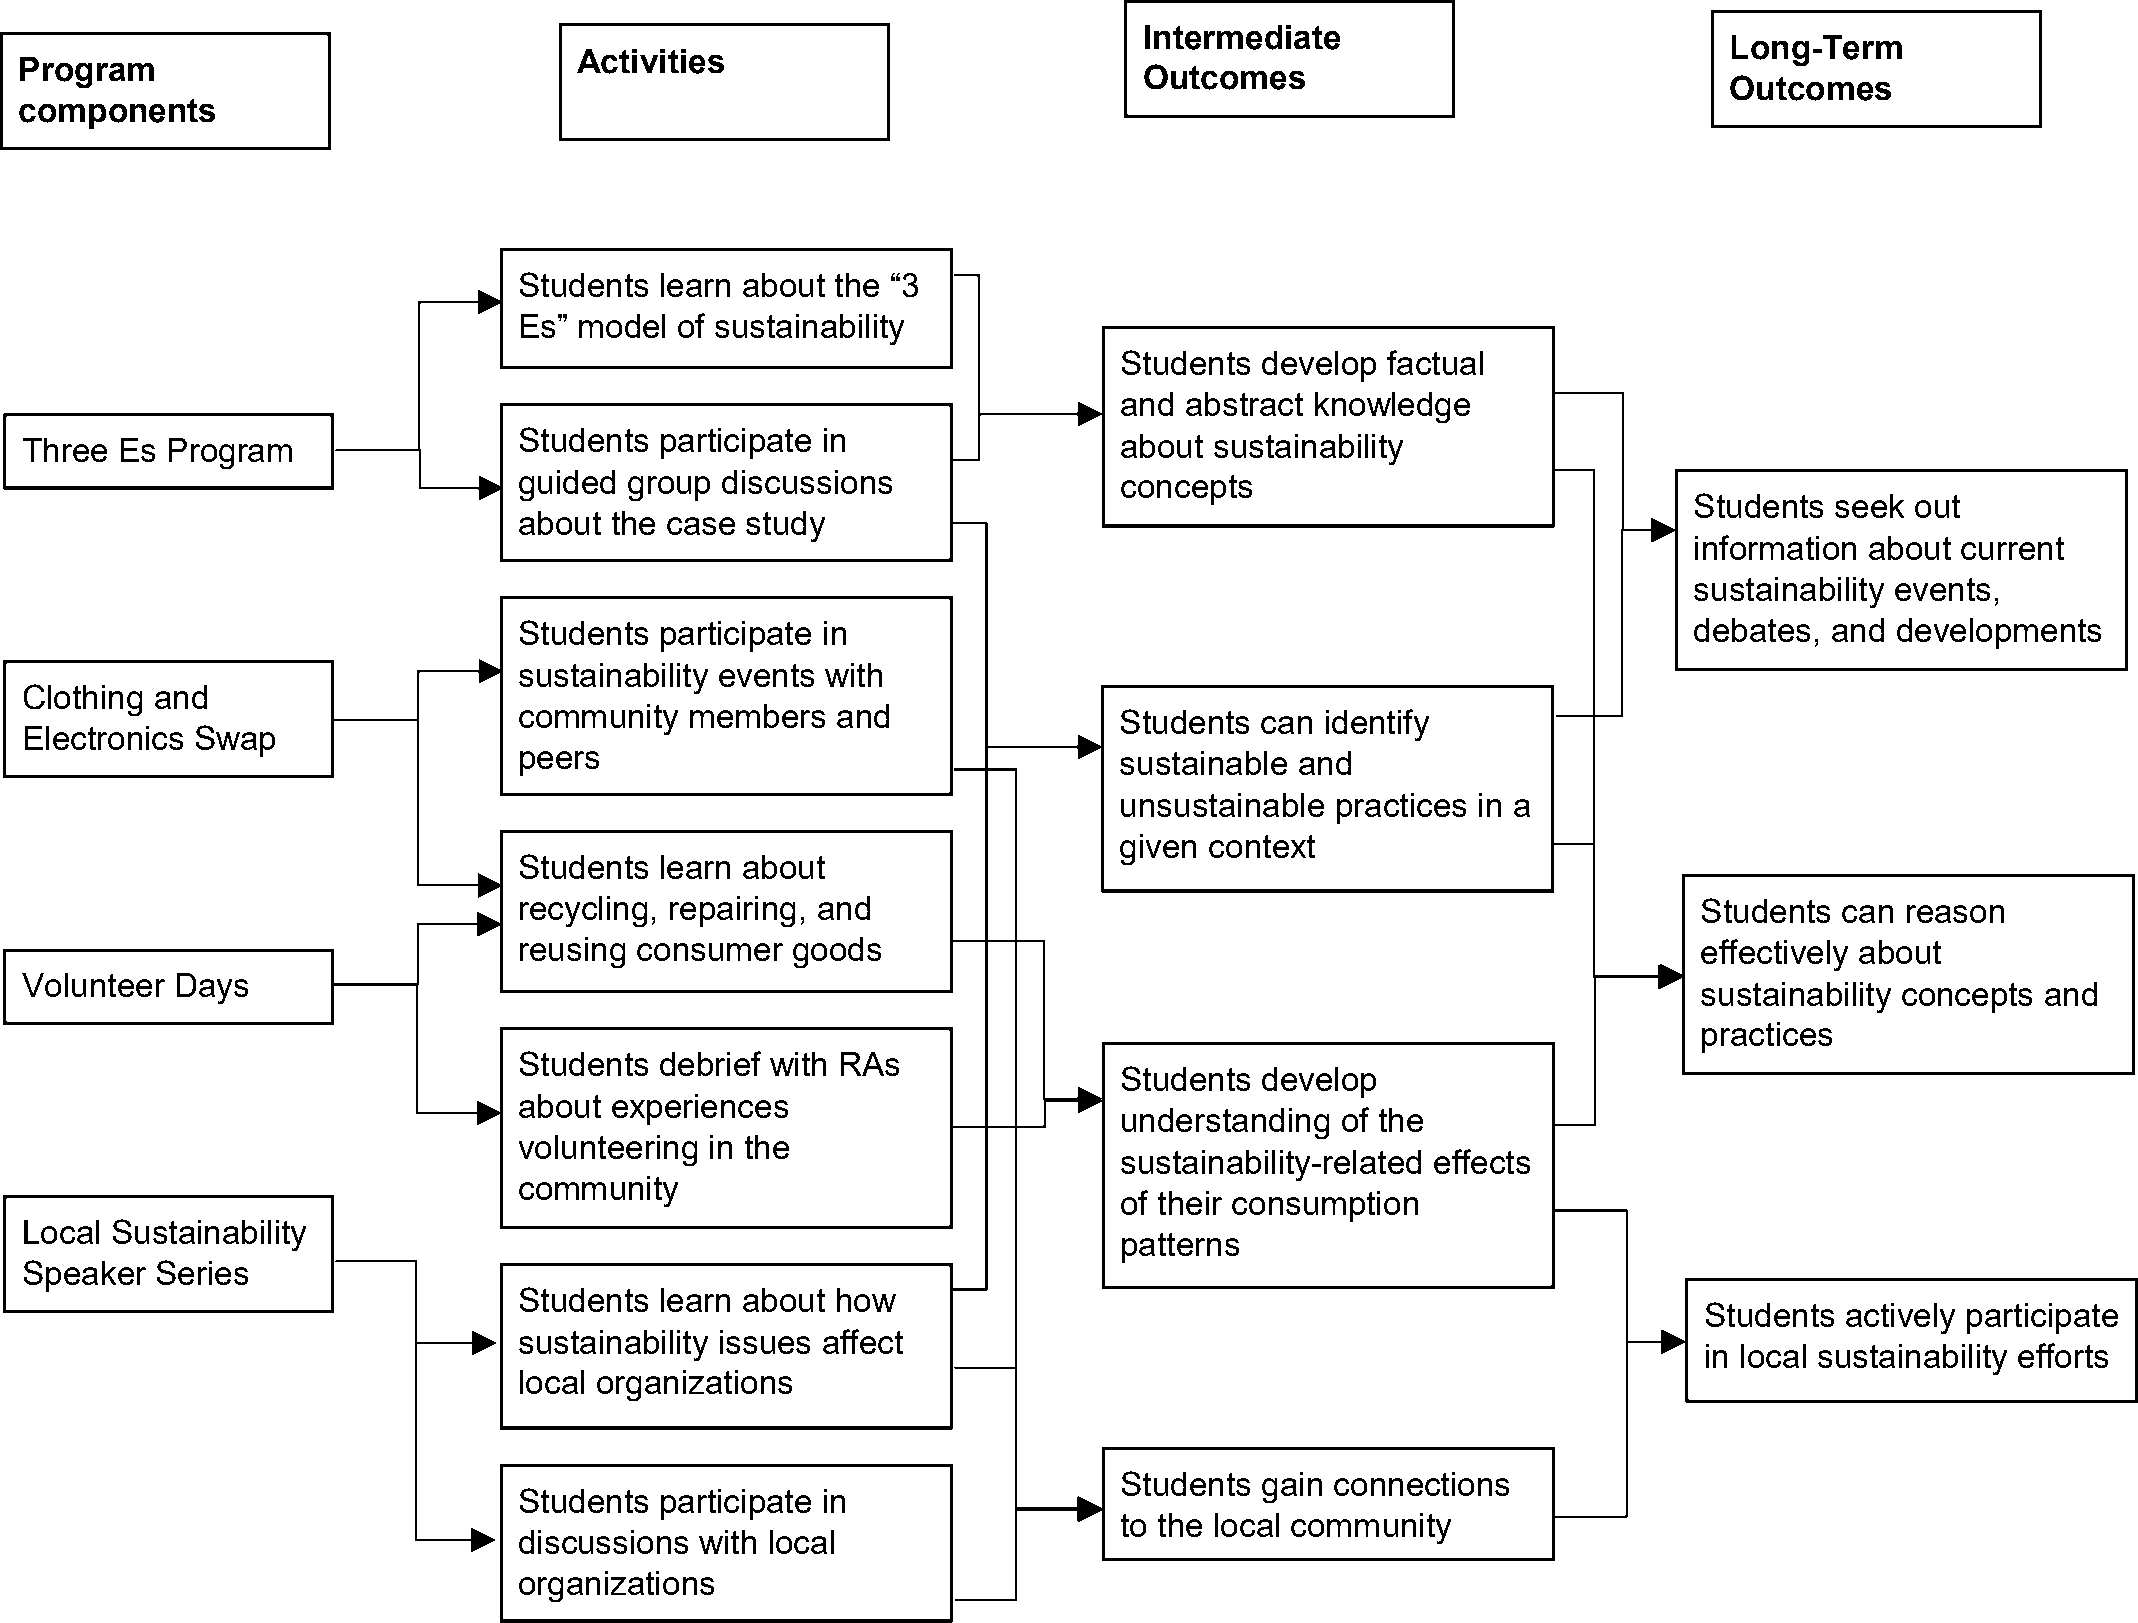 Program
components
Activities
Intermediate
Outcomes
Long-Term
Outcomes
Three Es Program
Clothing and
Electronics Swap
Volunteer Days
Local Sustainability
Speaker Series
Students learn about the “3
Es” model of sustainability
Students participate in
guided group discussions
about the case study
Students participate in
sustainability events with
community members and
peers
Students learn about
recycling, repairing, and
reusing consumer goods
Students debrief with RAs
about experiences
volunteering in the
community
Students learn about how
sustainability issues affect
local organizations
Students participate in
discussions with local
organizations
Students develop factual
and abstract knowledge
about sustainability
concepts
Students can identify
sustainable and
unsustainable practices in a
given context
Students develop
understanding of the
sustainability-related effects
of their consumption
patterns
Students gain connections
to the local community
Students seek out
information about current
sustainability events,
debates, and developments
Students can reason
effectively about
sustainability concepts and
practices
Students actively participate
in local sustainability efforts